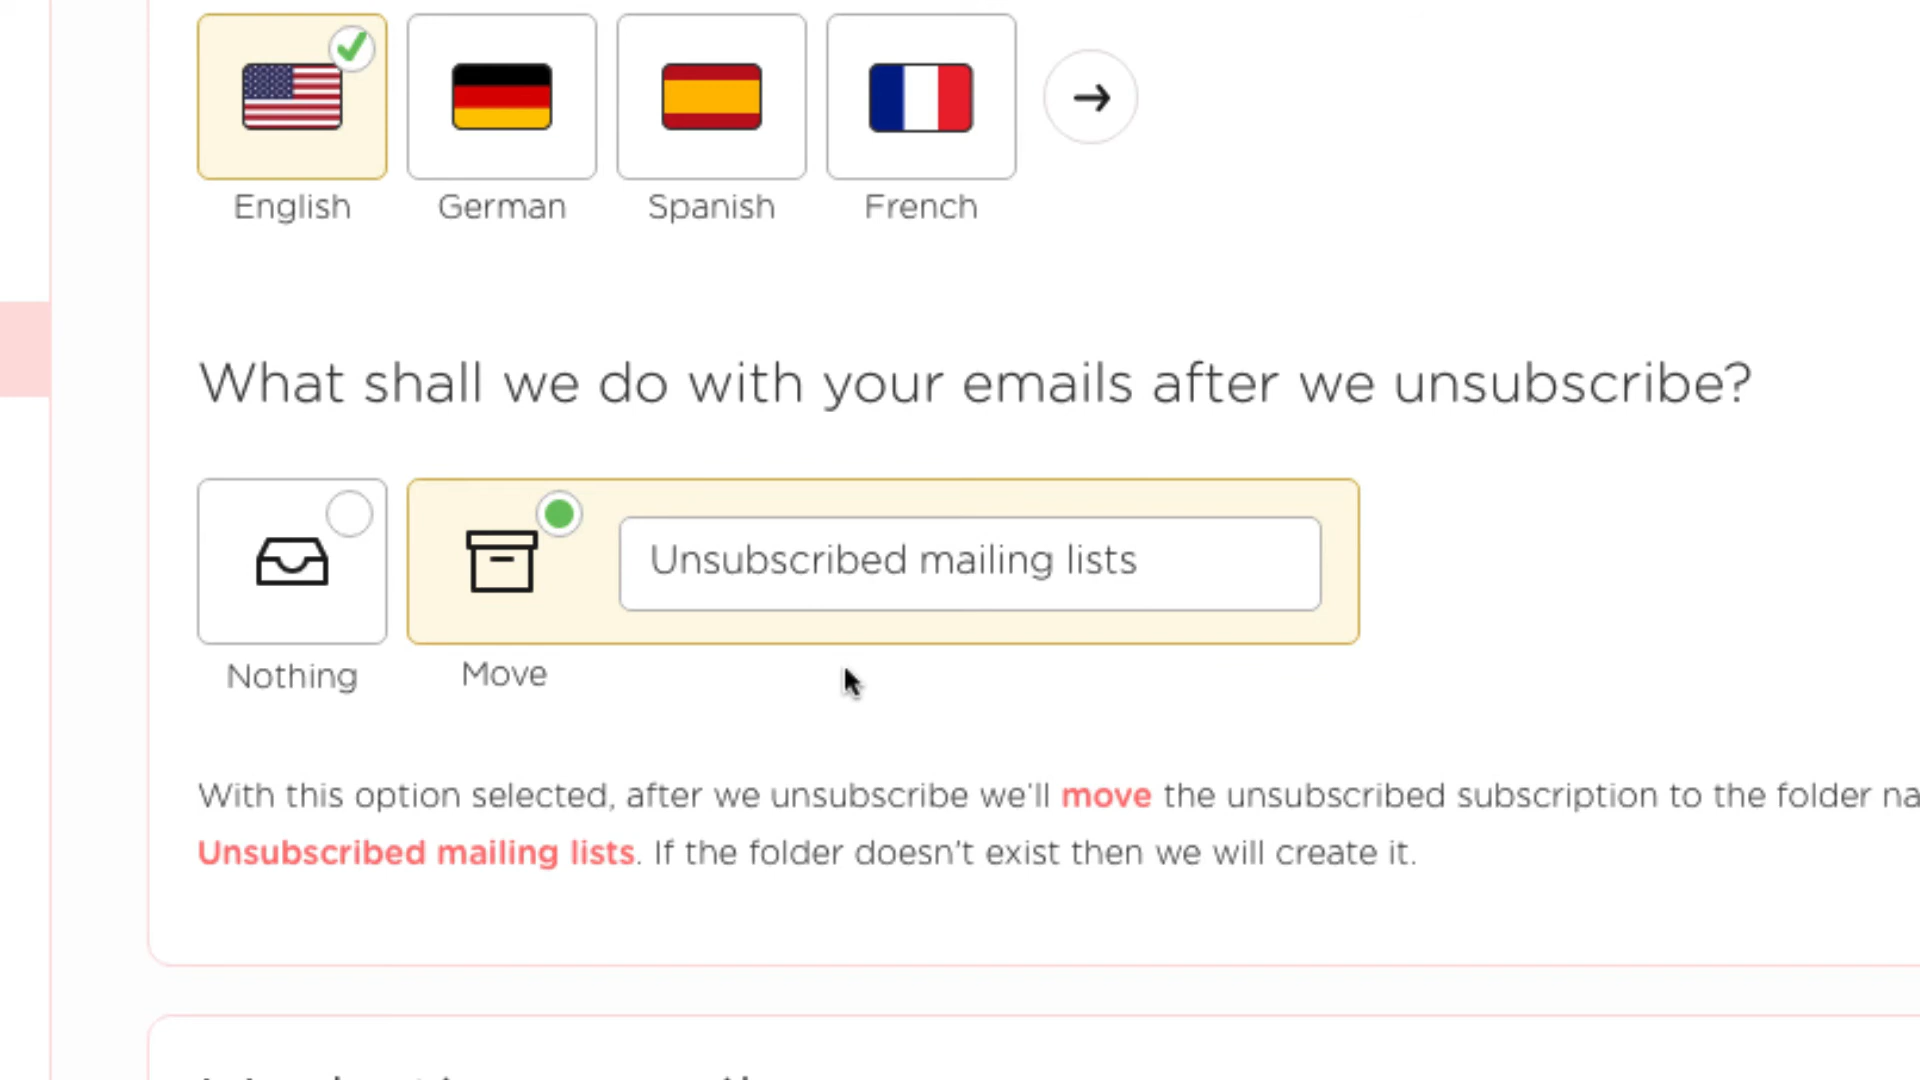 English German Spanish French
What shall we do with your emails after we unsubscribe?
Unsubscribed mailing lists
Nothing Move
With this option selected, after we unsubscribe we'll move the unsubscribed subscription to the folder
Unsubscribed mailing lists. If the folder doesn't exist then we will create it.